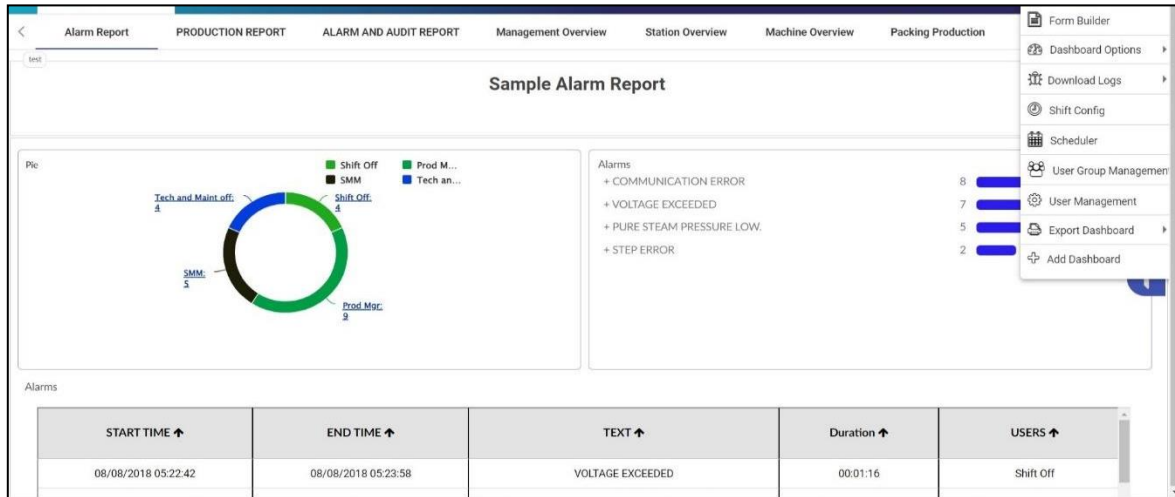 Alarm Report PRODUCTION REPORT ALARM AND AUDIT REPORT Management Overview Station Overview Machine Overview Packing Production
test
Sample Alarm Report
Form Builder
Dashboard Options
Download Logs
Shift Config
Scheduler
User Group Managemen
User Management
Export Dashboard
Add Dashboard
Pie
Shift Off Prod M...
SMM Tech an...
Tech and Maint off:
4
Shift Off:
4
SMM:
5
Prod Mgr:
9
Alarms
+ COMMUNICATION ERROR 8
+ VOLTAGE EXCEEDED 7
+ PURE STEAM PRESSURE LOW. 5
+ STEP ERROR 2
Alarms
START TIME END TIME TEXT Duration USERS
08/08/2018 05:22:42 08/08/2018 05:23:58 VOLTAGE EXCEEDED 00:01:16 Shift Off